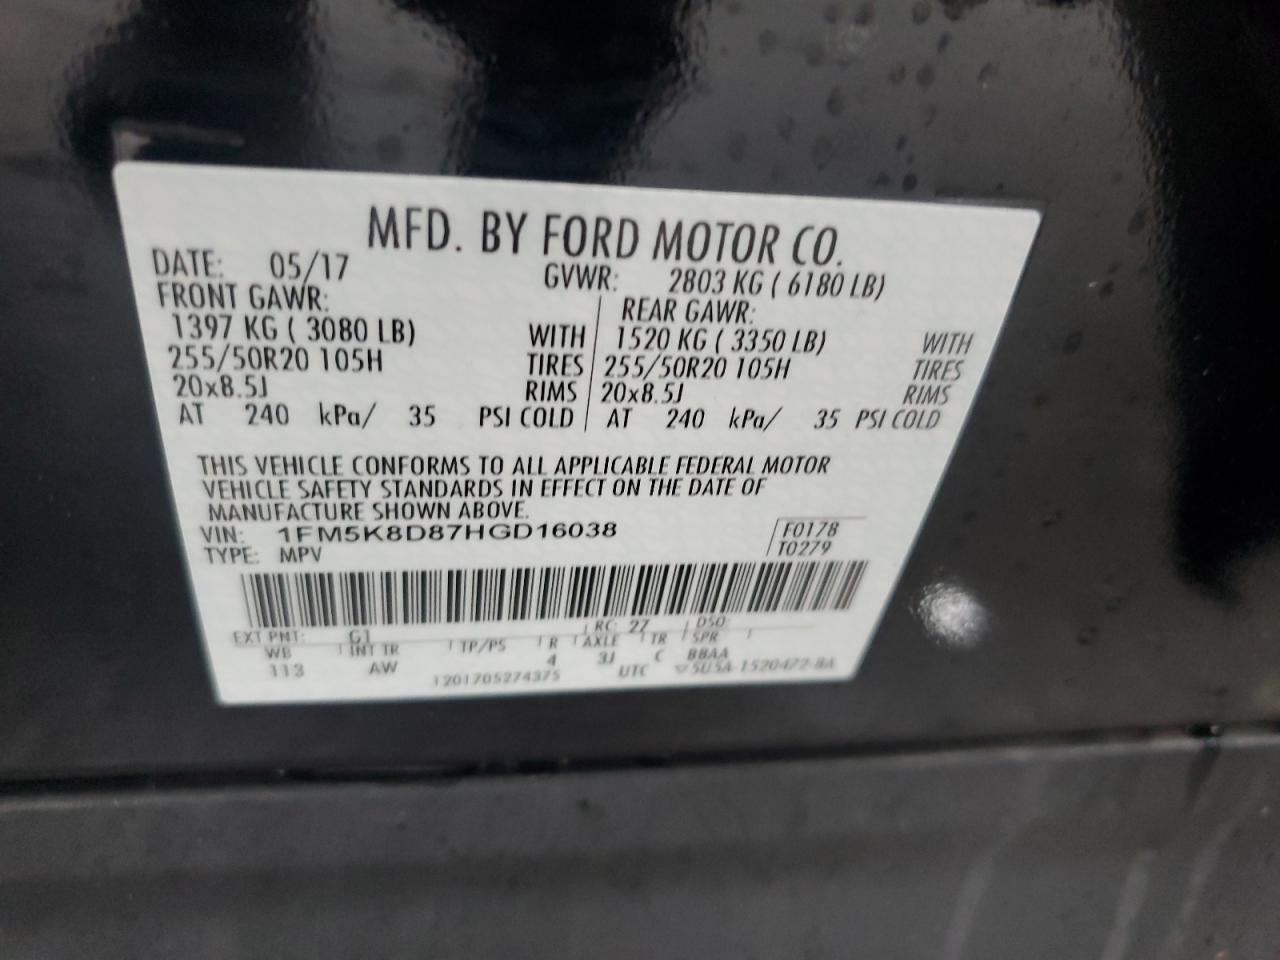 MFD. BY FORD MOTOR CO.
DATE: 05/17 GVWR: 2803 KG ( 6180 LB)
FRONT GAWR: REAR GAWR:
1397 KG ( 3080 LB) WITH 1520 KG ( 3350 LB) WITH
255/50R20 105H TIRES 255/50R20 105H TIRES
20x8.5J RIMS 20x8.5J RIMS
AT 240 kPa/ 35 PSI COLD AT 240 kPa/ 35 PSI COLD
THIS VEHICLE CONFORMS TO ALL APPLICABLE FEDERAL MOTOR
VEHICLE SAFETY STANDARDS IN EFFECT ON THE DATE OF
MANUFACTURE SHOWN ABOVE.
VIN: 1FM5K8D87HGD16038 F0178
TYPE: MPV T0279
EXT PNT: G1 RC: 27 DSO:
WB INT TR TP/PS R AXLE TR SPR
113 AW 4 3J C BBAA
1201705274375 UTC ▽5U5A-1520472-BA